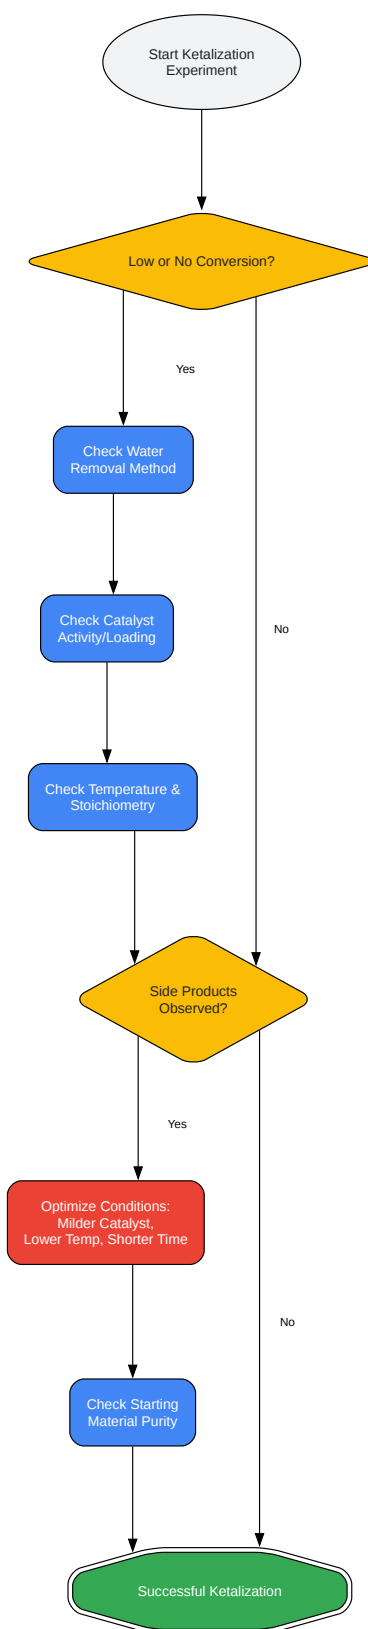 Start Ketalization
Experiment
Low or No Conversion?
Yes
Check Water
Removal Method
Check Catalyst
Activity/Loading
No
Check Temperature &
Stoichiometry
Side Products
Observed?
Yes
Optimize Conditions:
Milder Catalyst,
Lower Temp, Shorter Time
No
Check Starting
Material Purity
Successful Ketalization